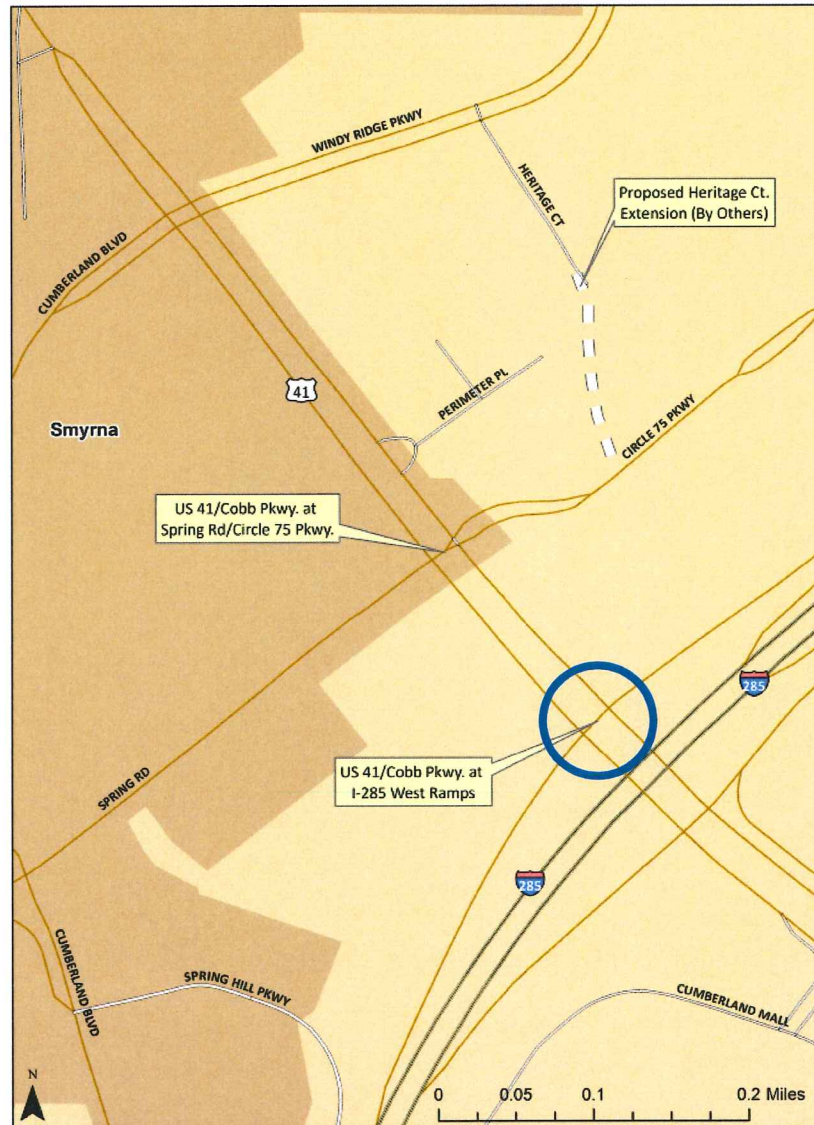 WINDY RIDGE PKWY
HERITAGE CT
Proposed Heritage Ct.
Extension (By Others)
CUMBERLAND BLVD
41
PERIMETER PL
CIRCLE 75 PKWY
Smyrna
US 41/Cobb Pkwy. at
Spring Rd/Circle 75 Pkwy.
285
SPRING RD
US 41/Cobb Pkwy. at
I-285 West Ramps
285
CUMBERLAND BLVD
SPRING HILL PKWY
CUMBERLAND MALL
N
0 0.05 0.1 0.2 Miles